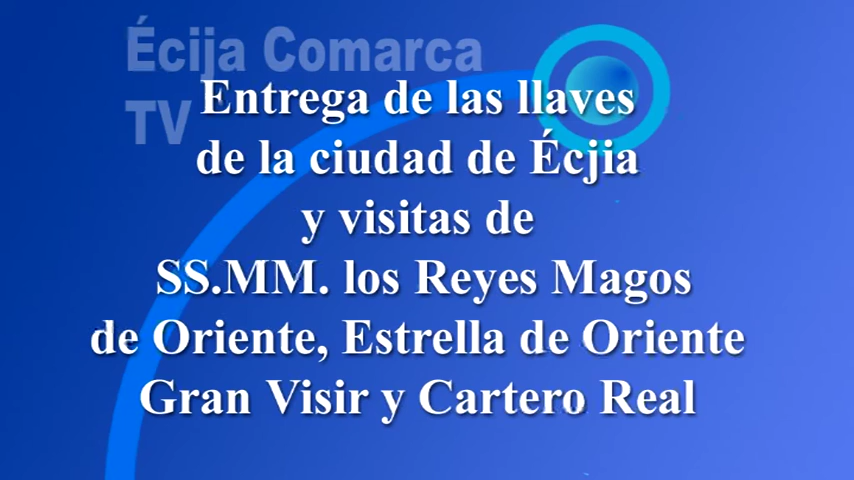 Écija Comarca
TV
Entrega de las llaves
de la ciudad de Écjia
y visitas de
SS.MM. los Reyes Magos
de Oriente, Estrella de Oriente
Gran Visir y Cartero Real